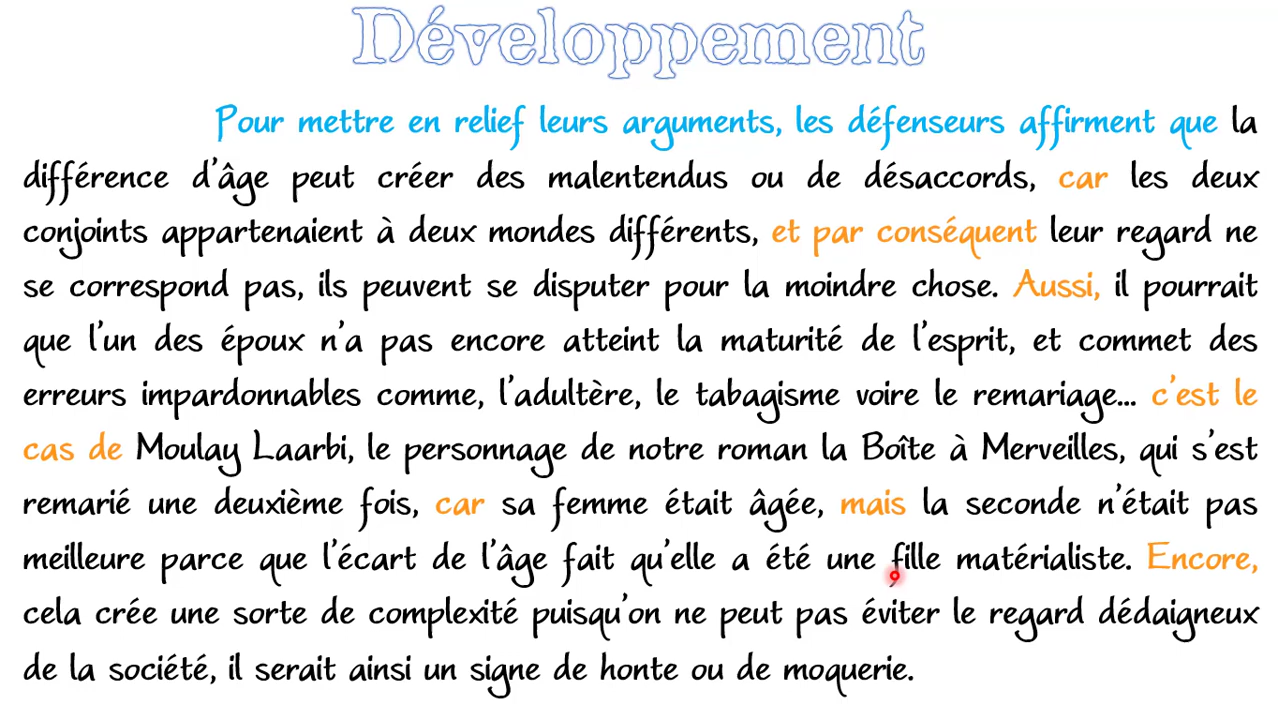 Développement
Pour mettre en relief leurs arguments, les défenseurs affirment que la
différence d'âge peut créer des malentendus ou de désaccords, car les deux
conjoints appartenaient à deux mondes différents, et par conséquent leur regard ne
se correspond pas, ils peuvent se disputer pour la moindre chose. Aussi, il pourrait
que l'un des époux n'a pas encore atteint la maturité de l'esprit, et commet des
erreurs impardonnables comme, l'adultère, le tabagisme voire le remariage... c'est le
cas de Moulay Laarbi, le personnage de notre roman la Boîte à Merveilles, qui s'est
remarié une deuxième fois, car sa femme était âgée, mais la seconde n'était pas
meilleure parce que l'écart de l'âge fait qu'elle a été une fille matérialiste. Encore,
cela crée une sorte de complexité puisqu'on ne peut pas éviter le regard dédaigneux
de la société, il serait ainsi un signe de honte ou de moquerie.